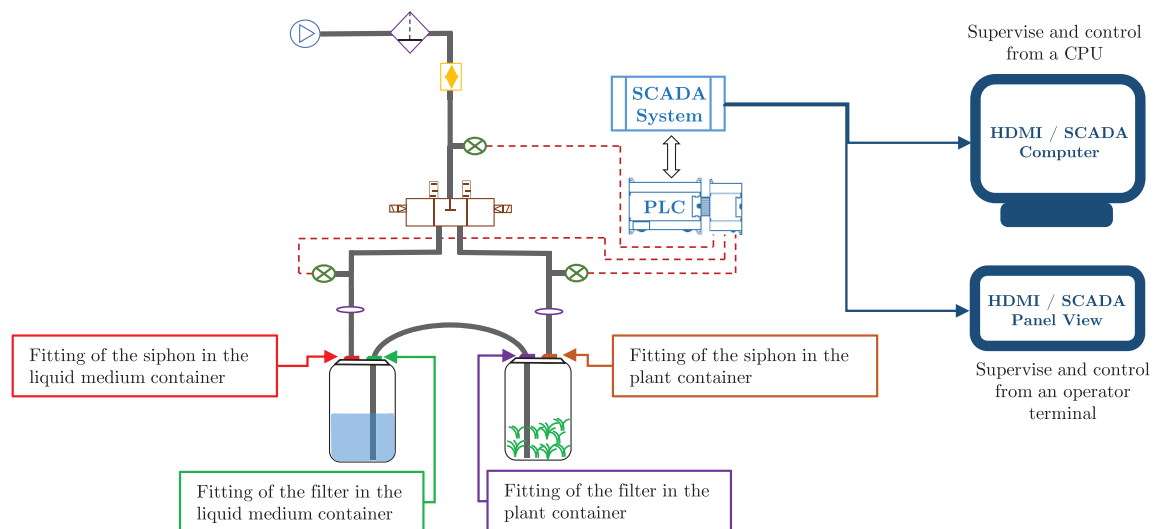 Supervise and control
from a CPU
SCADA
System
HDMI / SCADA
Computer
PLC
HDMI / SCADA
Panel View
Fitting of the siphon in the
liquid medium container
Fitting of the siphon in the
plant container
Supervise and control
from an operator
terminal
Fitting of the filter in the
liquid medium container
Fitting of the filter in the
plant container